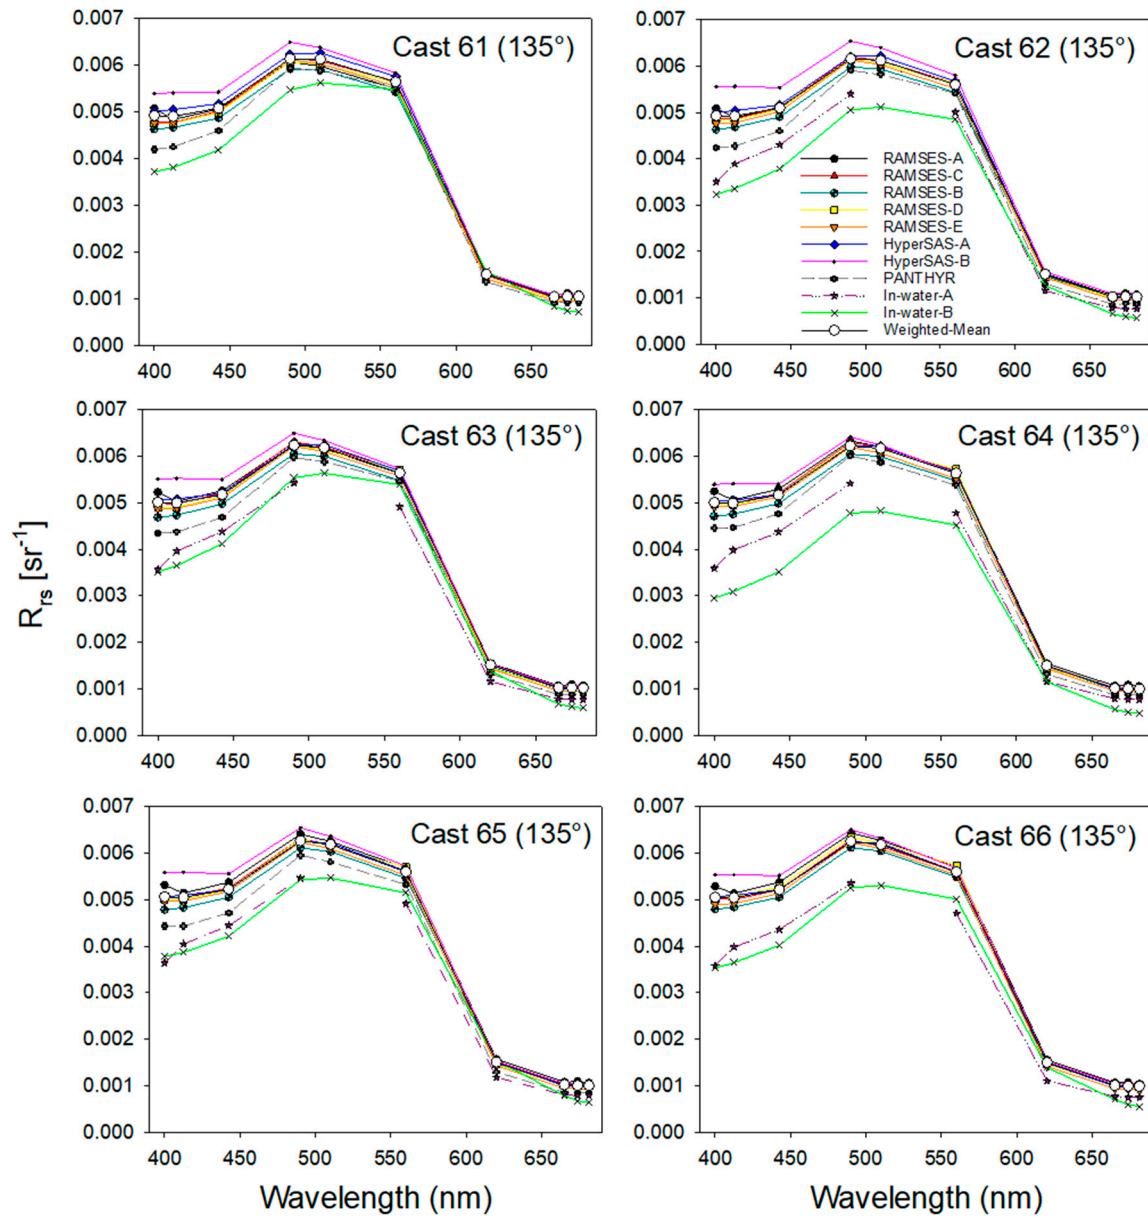 Cast 61 (135°)
0.007
0.006
0.005
0.004
0.003
0.002
0.001
0.000
400 450 500 550 600 650
Cast 62 (135°)
0.007
0.006
0.005
0.004
0.003
0.002
0.001
0.000
RAMSES-A
RAMSES-C
RAMSES-B
RAMSES-D
RAMSES-E
HyperSAS-A
HyperSAS-B
PANTHYR
In-water-A
In-water-B
Weighted-Mean
400 450 500 550 600 650
Rrs [sr-1]
Cast 63 (135°)
0.007
0.006
0.005
0.004
0.003
0.002
0.001
0.000
400 450 500 550 600 650
Cast 64 (135°)
0.007
0.006
0.005
0.004
0.003
0.002
0.001
0.000
400 450 500 550 600 650
Cast 65 (135°)
0.007
0.006
0.005
0.004
0.003
0.002
0.001
0.000
400 450 500 550 600 650
Wavelength (nm)
Cast 66 (135°)
0.007
0.006
0.005
0.004
0.003
0.002
0.001
0.000
400 450 500 550 600 650
Wavelength (nm)